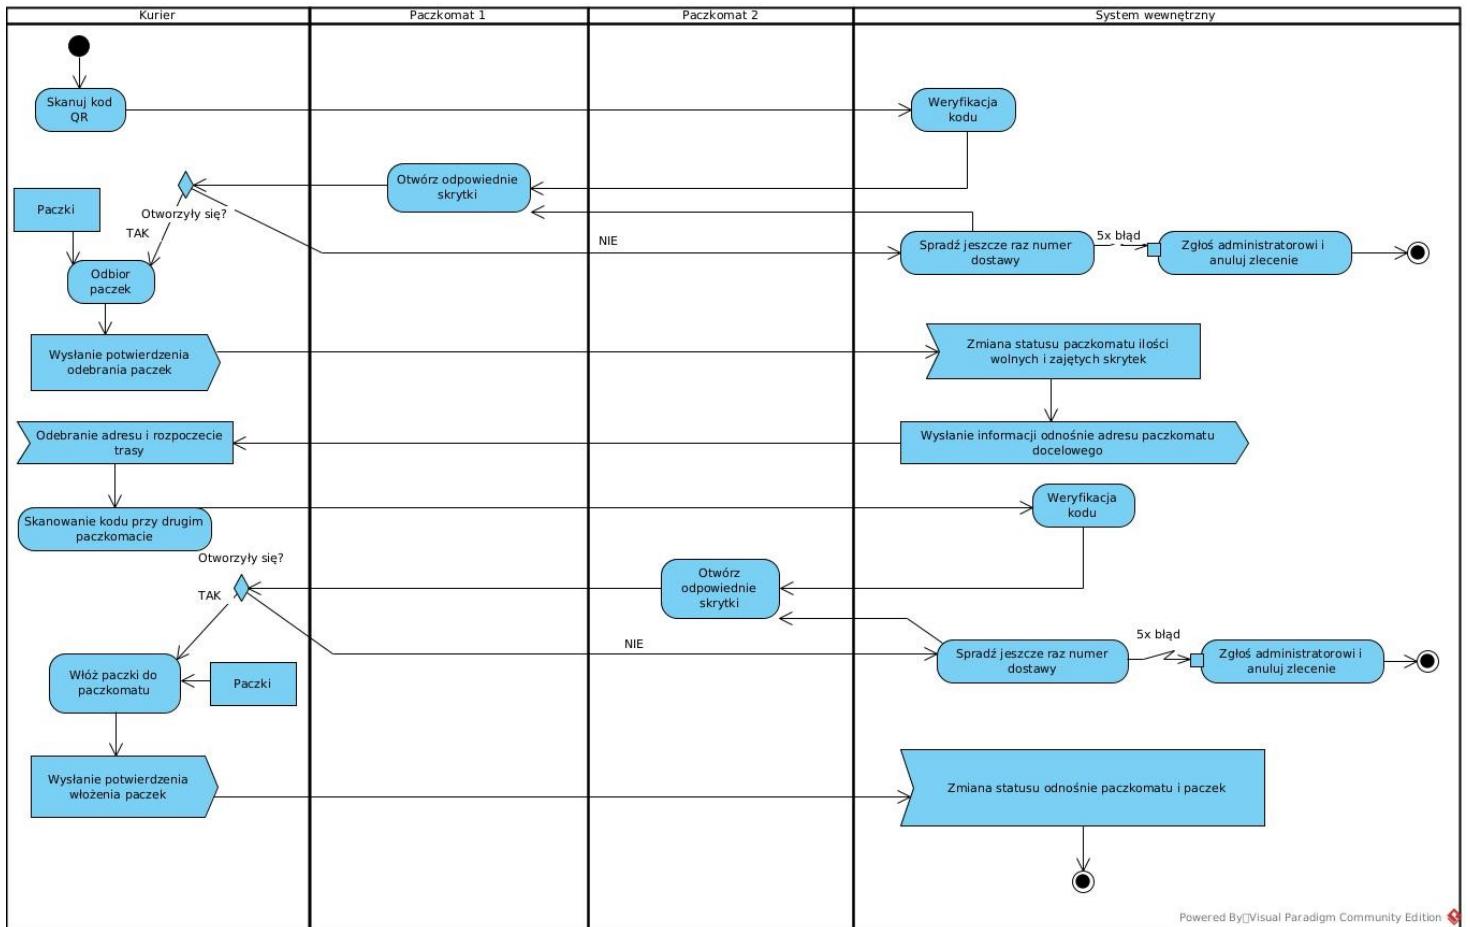 Kurier
Paczkomat 1
Paczkomat 2
System wewnętrzny
Skanuj kod
QR
Weryfikacja
kodu
Otwórz odpowiednie
skrytki
Paczki
Otworzyły się?
TAK
NIE
Spradź jeszcze raz numer
dostawy
5x błąd
Zgłoś administratorowi i
anuluj zlecenie
Odbior
paczek
Wysłanie potwierdzenia
odebrania paczek
Zmiana statusu paczkomatu ilości
wolnych i zajętych skrytek
Odebranie adresu i rozpoczecie
trasy
Wysłanie informacji odnośnie adresu paczkomatu
docelowego
Skanowanie kodu przy drugim
paczkomacie
Weryfikacja
kodu
Otworzyły się?
Otwórz
odpowiednie
skrytki
TAK
NIE
Spradź jeszcze raz numer
dostawy
5x błąd
Zgłoś administratorowi i
anuluj zlecenie
Włóż paczki do
paczkomatu
Paczki
Wysłanie potwierdzenia
włożenia paczek
Zmiana statusu odnośnie paczkomatu i paczek
Powered By▯Visual Paradigm Community Edition